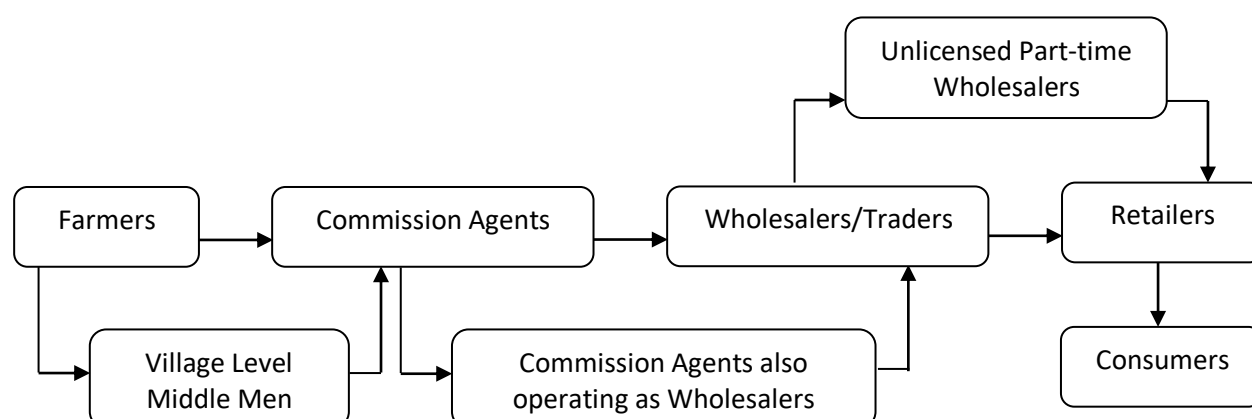 Unlicensed Part-time
Wholesalers
Farmers
Commission Agents
Wholesalers/Traders
Retailers
Village Level
Middle Men
Commission Agents also
operating as Wholesalers
Consumers